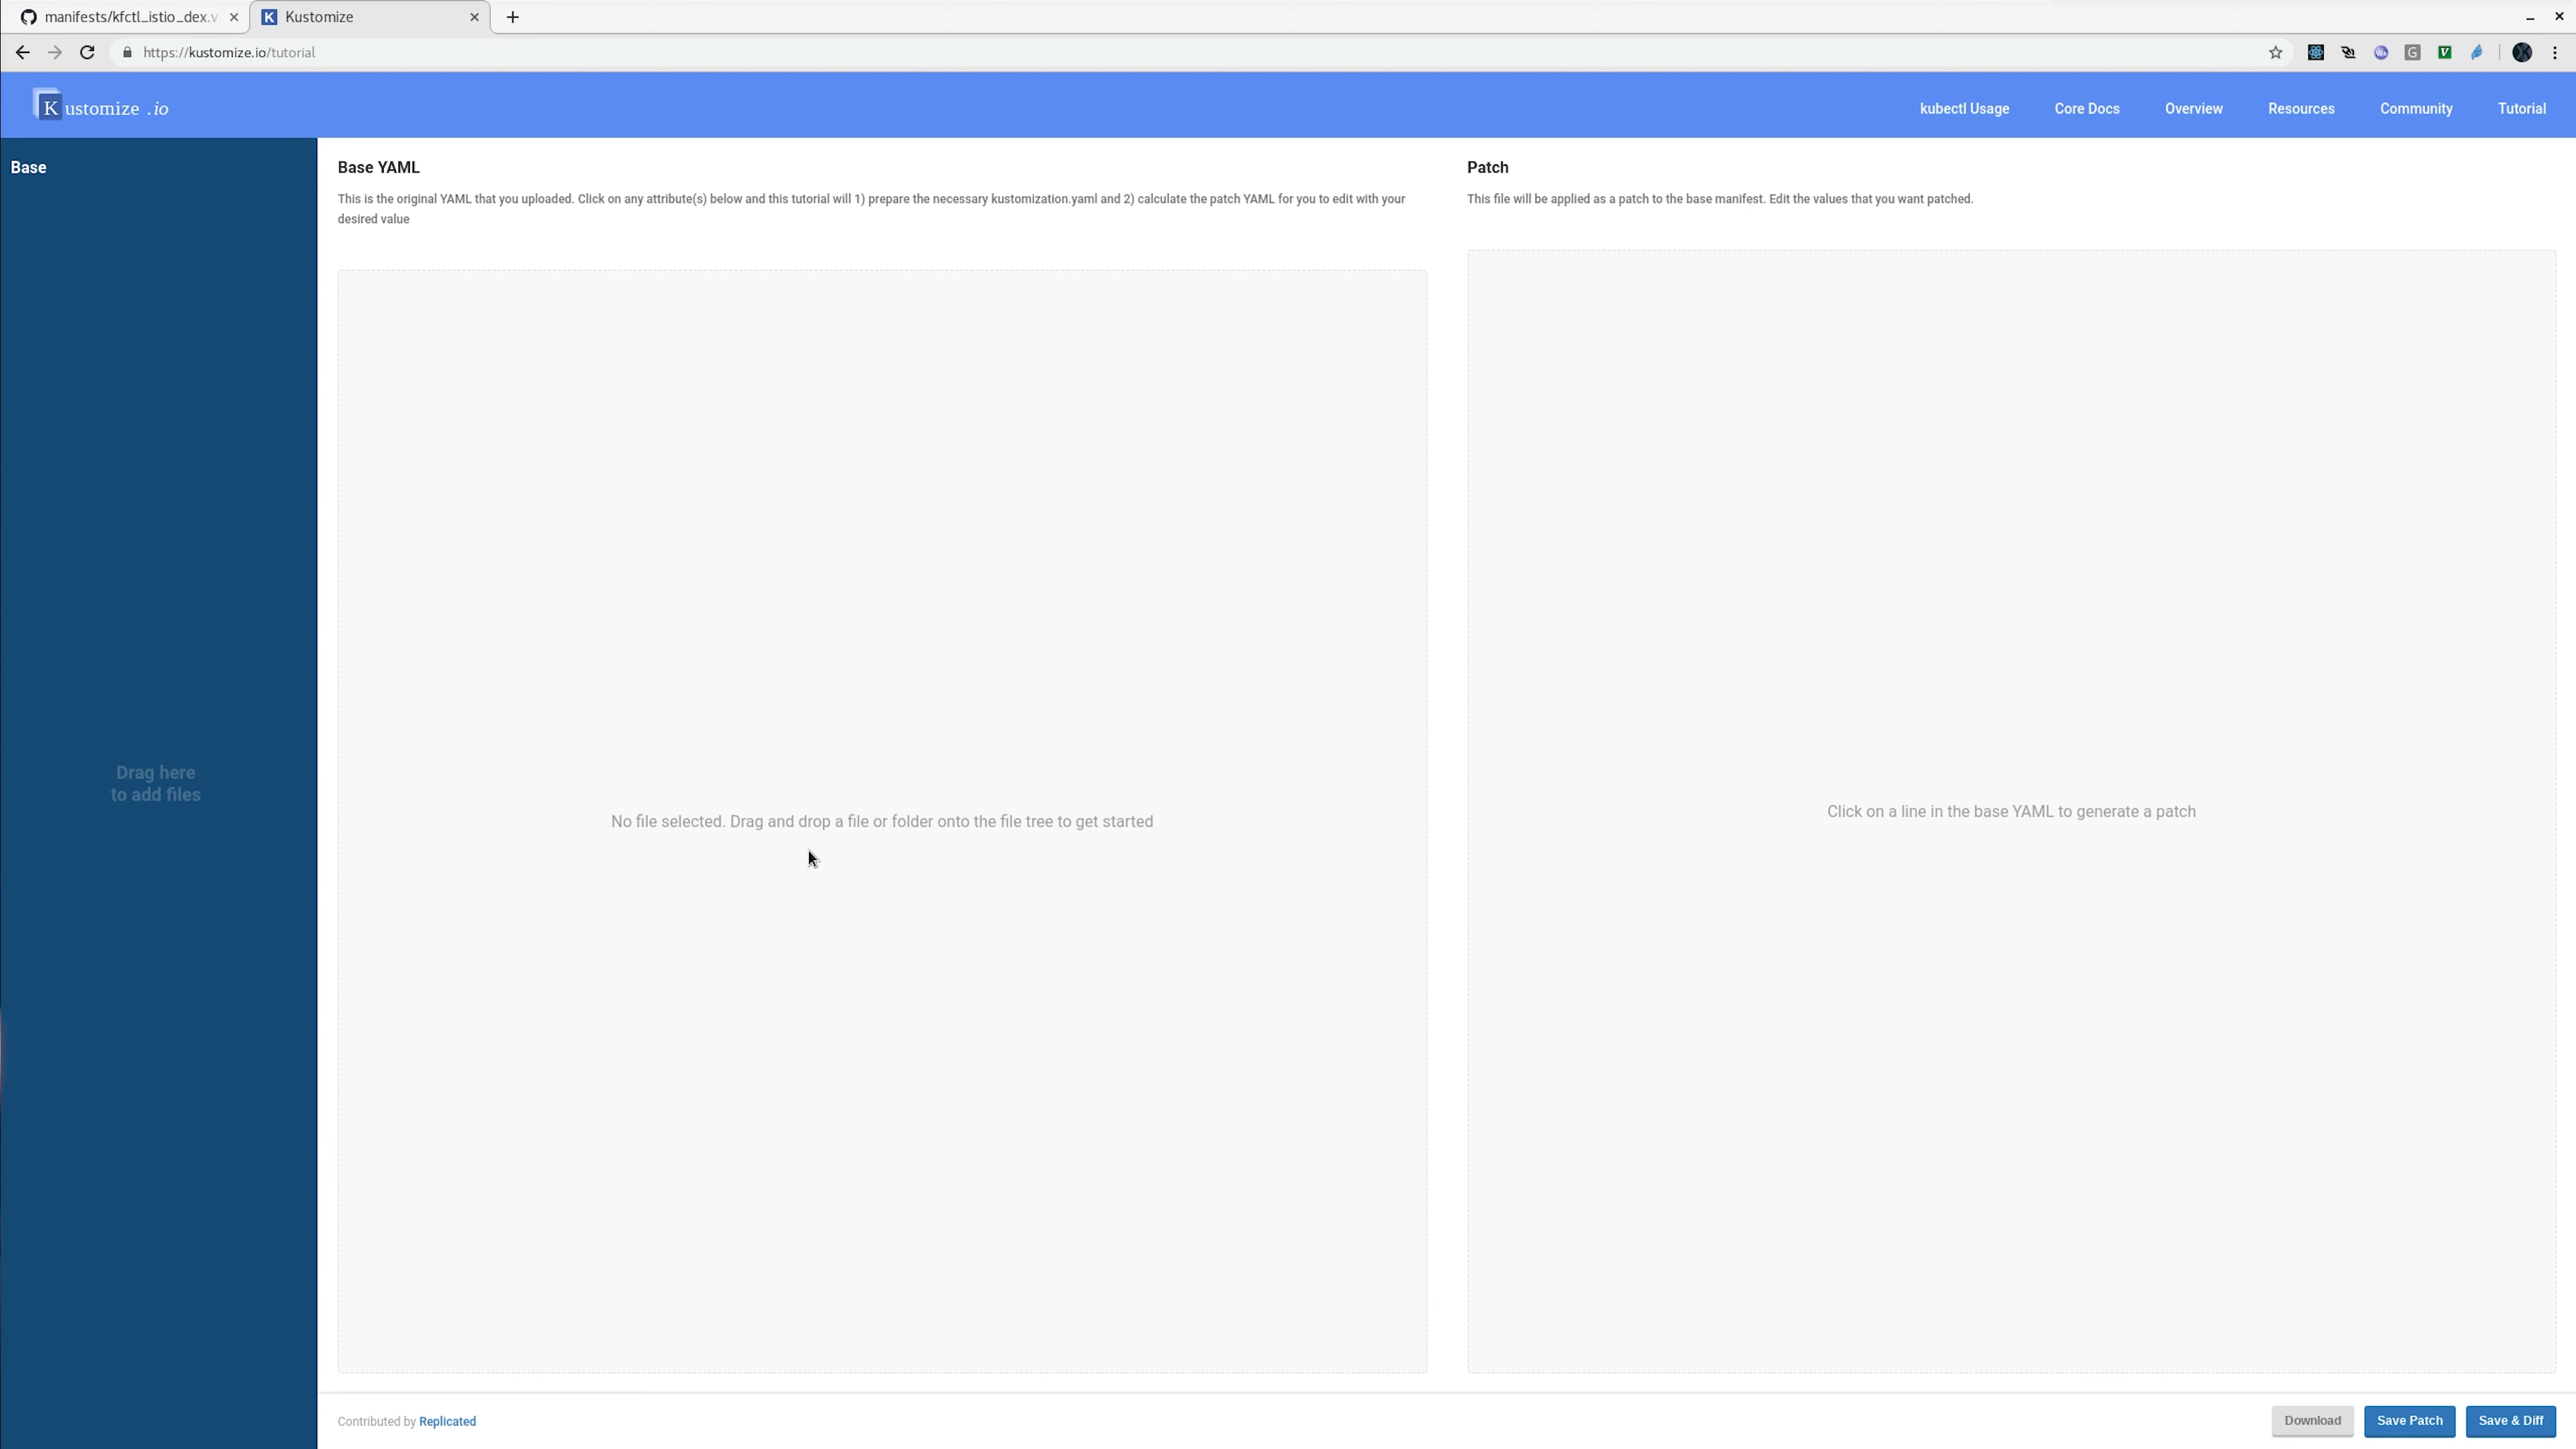 manifests/kfctl_istio_dex.v
Kustomize
https://kustomize.io/tutorial
Kustomize .io
kubectl Usage
Core Docs
Overview
Resources
Community
Tutorial
Base
Base YAML
Patch
This is the original YAML that you uploaded. Click on any attribute(s) below and this tutorial will 1) prepare the necessary kustomization.yaml and 2) calculate the patch YAML for you to edit with your
desired value
This file will be applied as a patch to the base manifest. Edit the values that you want patched.
Drag here
to add files
No file selected. Drag and drop a file or folder onto the file tree to get started
Click on a line in the base YAML to generate a patch
Contributed by Replicated
Download
Save Patch
Save & Diff